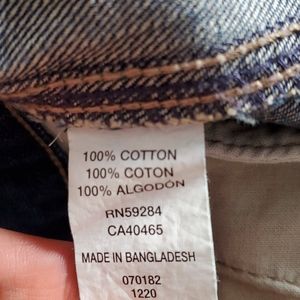 100% COTTON
100% COTON
100% ALGODÓN
RN59284
CA40465
MADE IN BANGLADESH
070182
1220